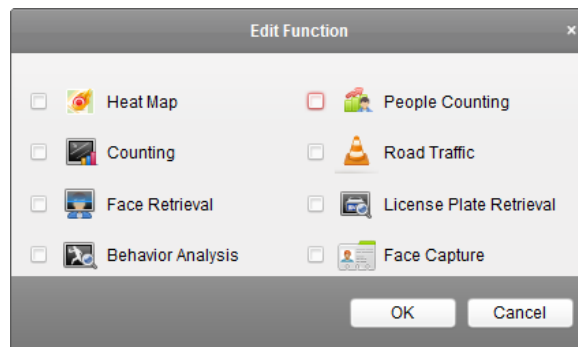 Edit Function ×
Heat Map People Counting
Counting Road Traffic
Face Retrieval License Plate Retrieval
Behavior Analysis Face Capture
OK Cancel